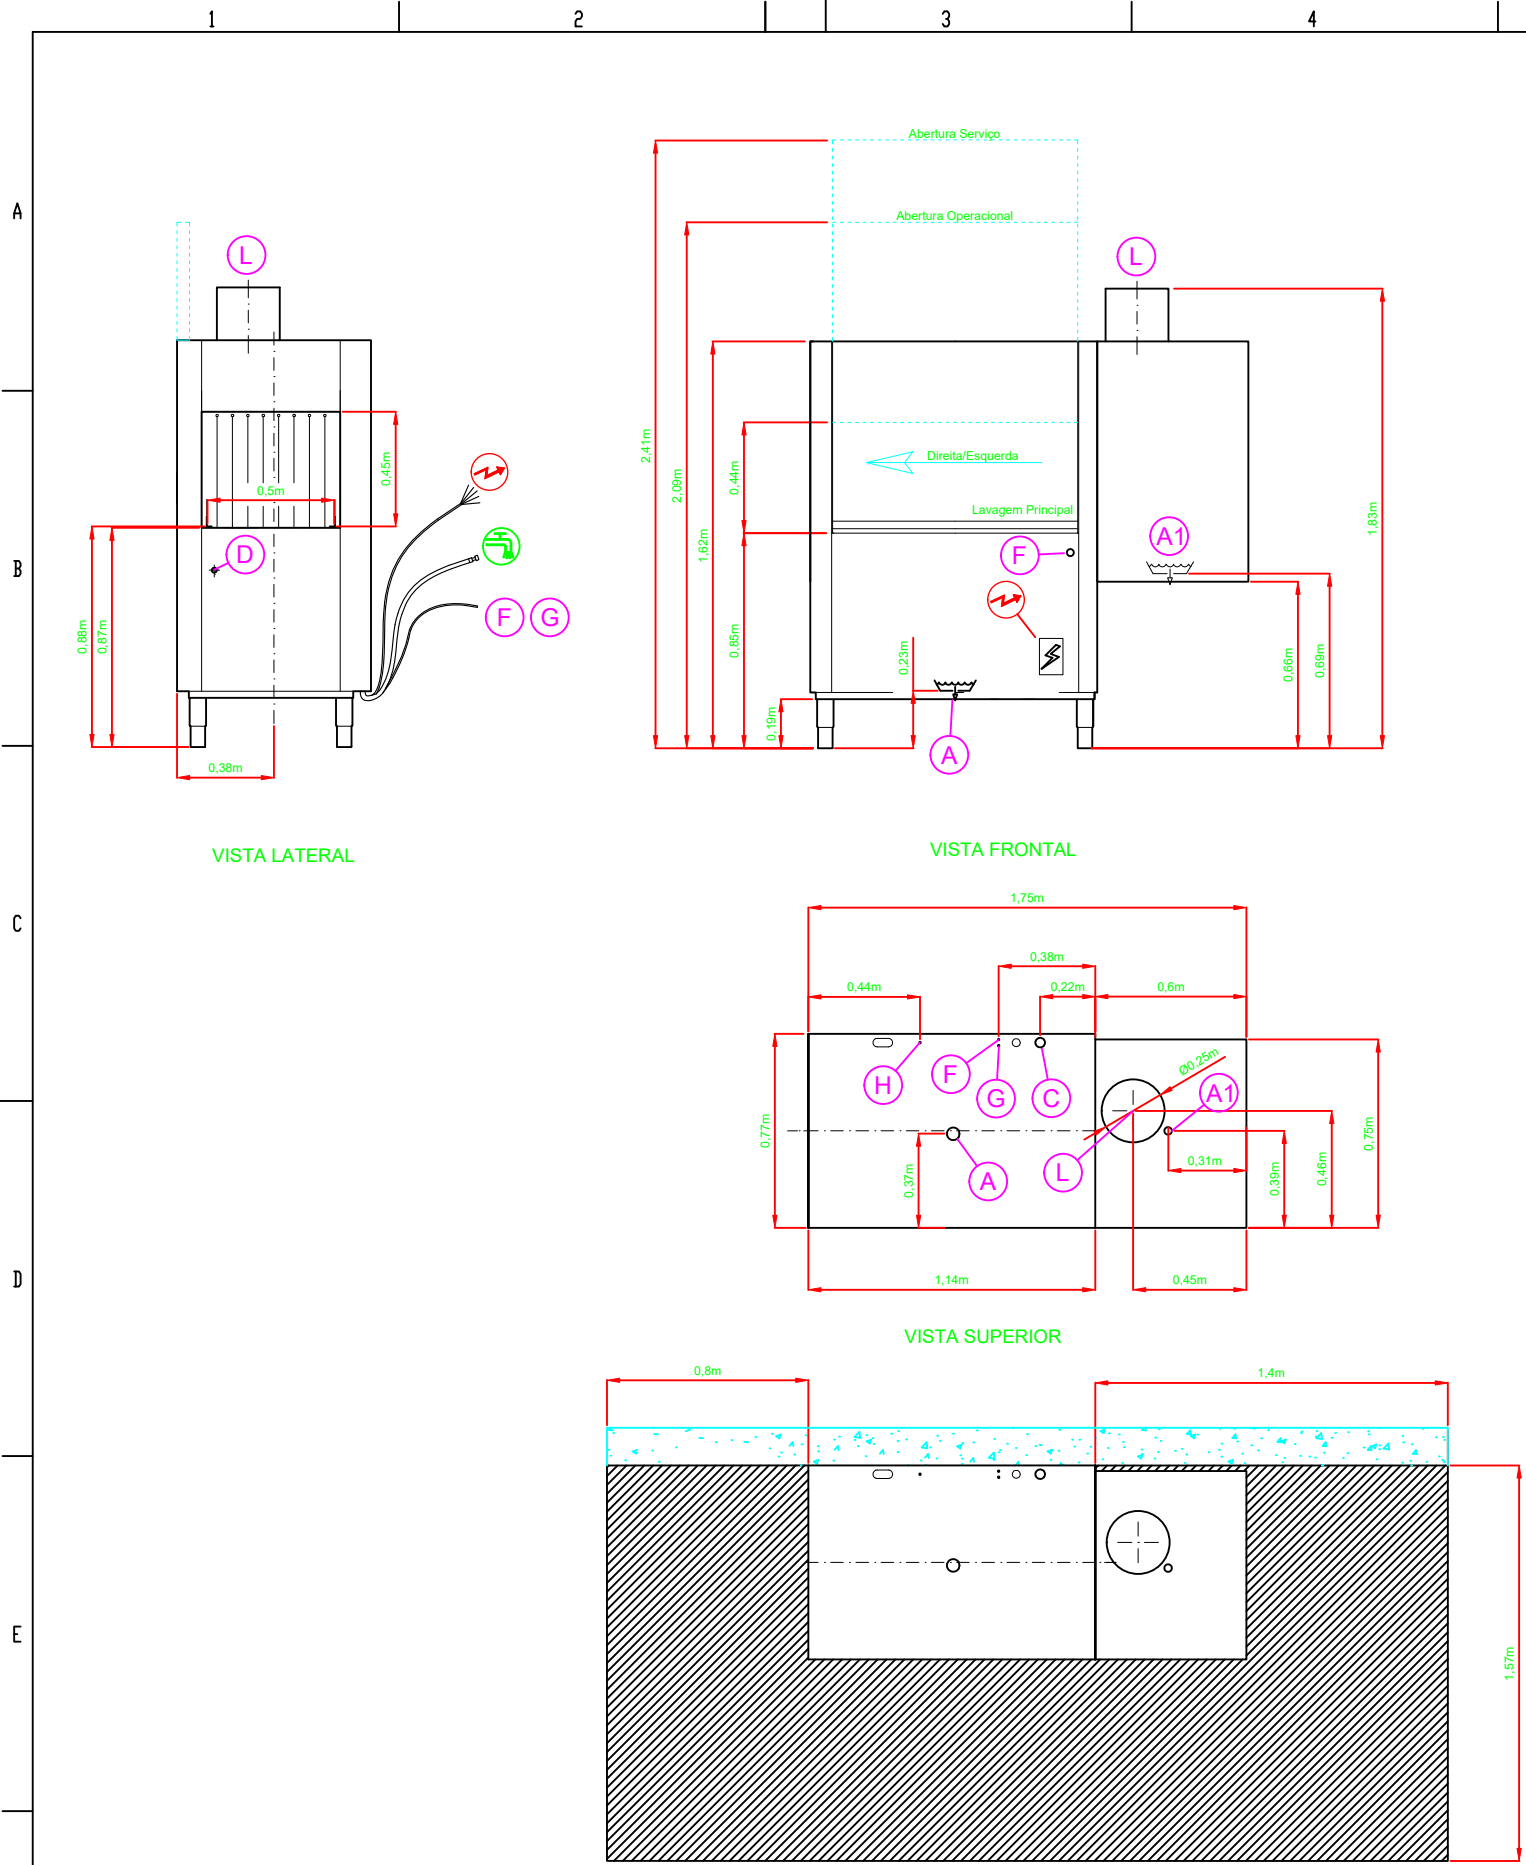 1 2 3 4
A
B
C
D
E
L
0,45m
0,5m
D
F G
0,88m
0,87m
0,38m
VISTA LATERAL
Abertura Serviço
Abertura Operacional
L
2,41m
2,09m
1,62m
0,44m
Direita/Esquerda
Lavagem Principal
F
A1
1,83m
0,85m
0,23m
0,19m
A
0,66m
0,69m
VISTA FRONTAL
1,75m
0,38m
0,44m
0,22m
0,6m
H
F
G
C
Ø0,25m
A1
0,77m
0,37m
A
L
0,31m
0,39m
0,46m
0,75m
1,14m
0,45m
VISTA SUPERIOR
0,8m
1,4m
1,57m